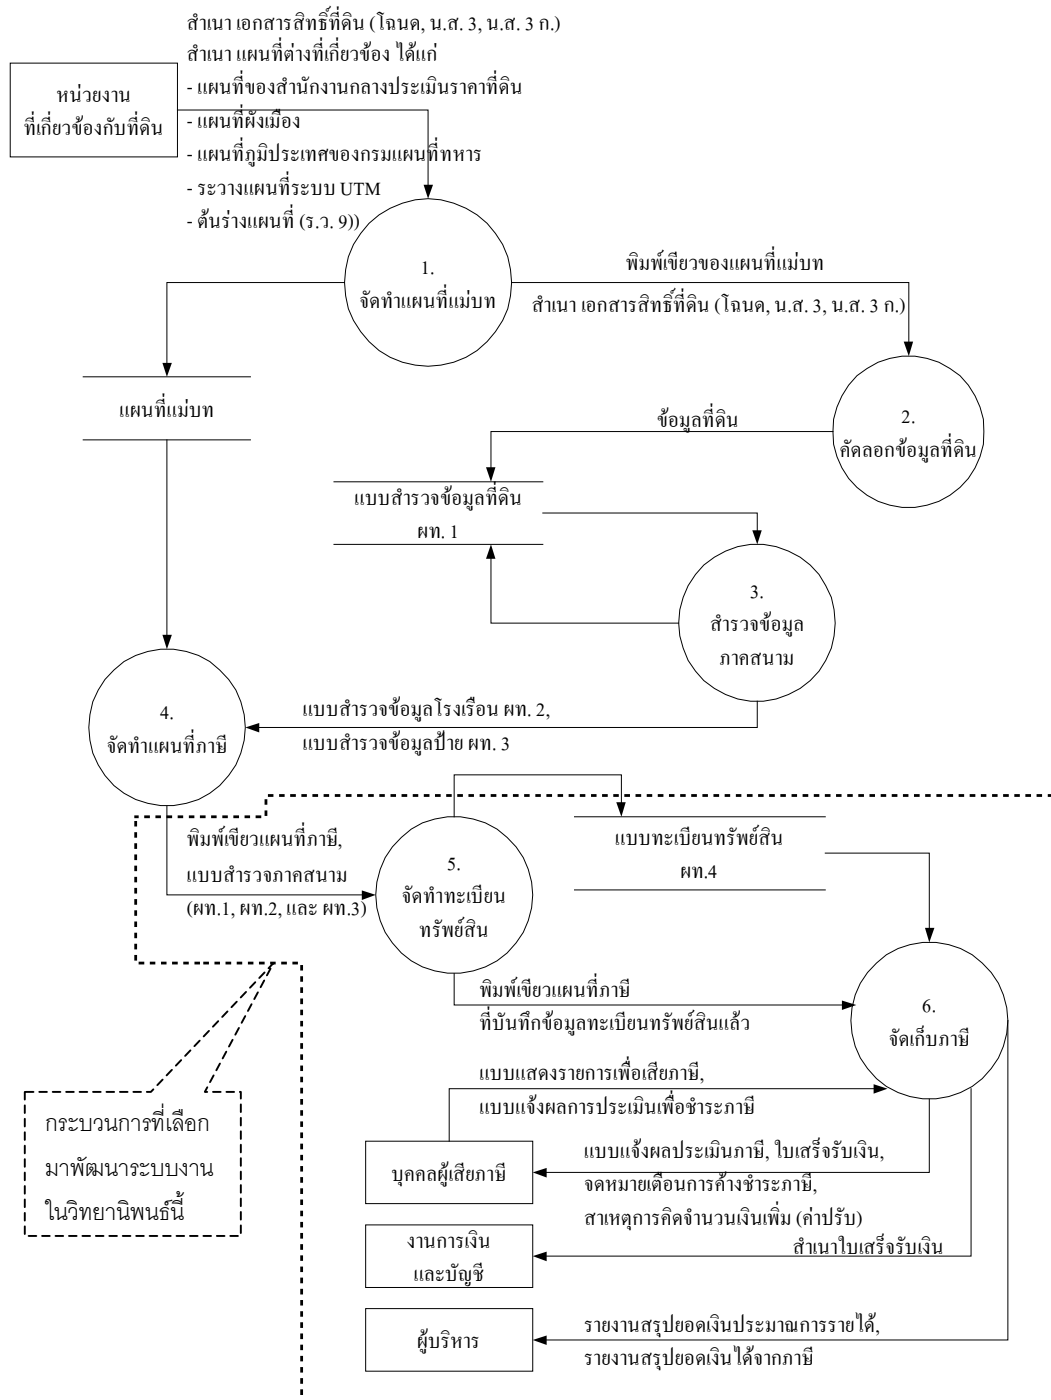 สำเนา เอกสารสิทธิ์ที่ดิน (โฉนด, น.ส. 3, น.ส. 3 ก.)
สำเนา แผนที่ต่างที่เกี่ยวข้อง ได้แก่
- แผนที่ของสำนักงานกลางประเมินราคาที่ดิน
- แผนที่ผังเมือง
- แผนที่ภูมิประเทศของกรมแผนที่ทหาร
- ระวางแผนที่ระบบ UTM
- ต้นร่างแผนที่ (ร.ว. 9))
หน่วยงาน
ที่เกี่ยวข้องกับที่ดิน
1.
จัดทำแผนที่แม่บท
พิมพ์เขียวของแผนที่แม่บท
สำเนา เอกสารสิทธิ์ที่ดิน (โฉนด, น.ส. 3, น.ส. 3 ก.)
แผนที่แม่บท
2.
คัดลอกข้อมูลที่ดิน
ข้อมูลที่ดิน
แบบสำรวจข้อมูลที่ดิน
ผท. 1
3.
สำรวจข้อมูล
ภาคสนาม
4.
จัดทำแผนที่ภาษี
แบบสำรวจข้อมูลโรงเรือน ผท. 2,
แบบสำรวจข้อมูลป้าย ผท. 3
พิมพ์เขียวแผนที่ภาษี,
แบบสำรวจภาคสนาม
(ผท.1, ผท.2, และ ผท.3)
5.
จัดทำทะเบียน
ทรัพย์สิน
แบบทะเบียนทรัพย์สิน
ผท.4
พิมพ์เขียวแผนที่ภาษี
ที่บันทึกข้อมูลทะเบียนทรัพย์สินแล้ว
6.
จัดเก็บภาษี
แบบแสดงรายการเพื่อเสียภาษี,
แบบแจ้งผลการประเมินเพื่อชำระภาษี
กระบวนการที่เลือก
มาพัฒนาระบบงาน
ในวิทยานิพนธ์นี้
บุคคลผู้เสียภาษี
แบบแจ้งผลประเมินภาษี, ใบเสร็จรับเงิน,
จดหมายเตือนการค้างชำระภาษี,
สาเหตุการคิดจำนวนเงินเพิ่ม (ค่าปรับ)
งานการเงิน
และบัญชี
สำเนาใบเสร็จรับเงิน
ผู้บริหาร
รายงานสรุปยอดเงินประมาณการรายได้,
รายงานสรุปยอดเงินได้จากภาษี